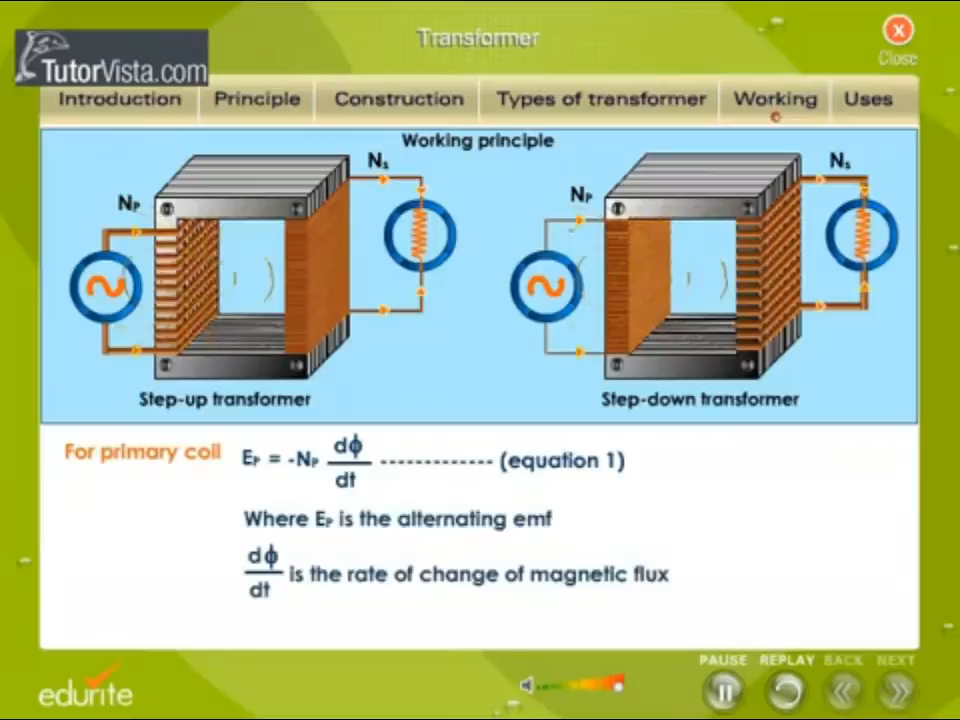 Transformer
X
Close
TutorVista.com
Introduction
Principle
Construction
Types of transformer
Working
Uses
Working principle
NP
Ns
NP
Ns
Step-up transformer
Step-down transformer
For primary coil EP = -NP dϕ/dt ------------- (equation 1)
Where EP is the alternating emf
dϕ/dt is the rate of change of magnetic flux
PAUSE REPLAY BACK NEXT
edurite